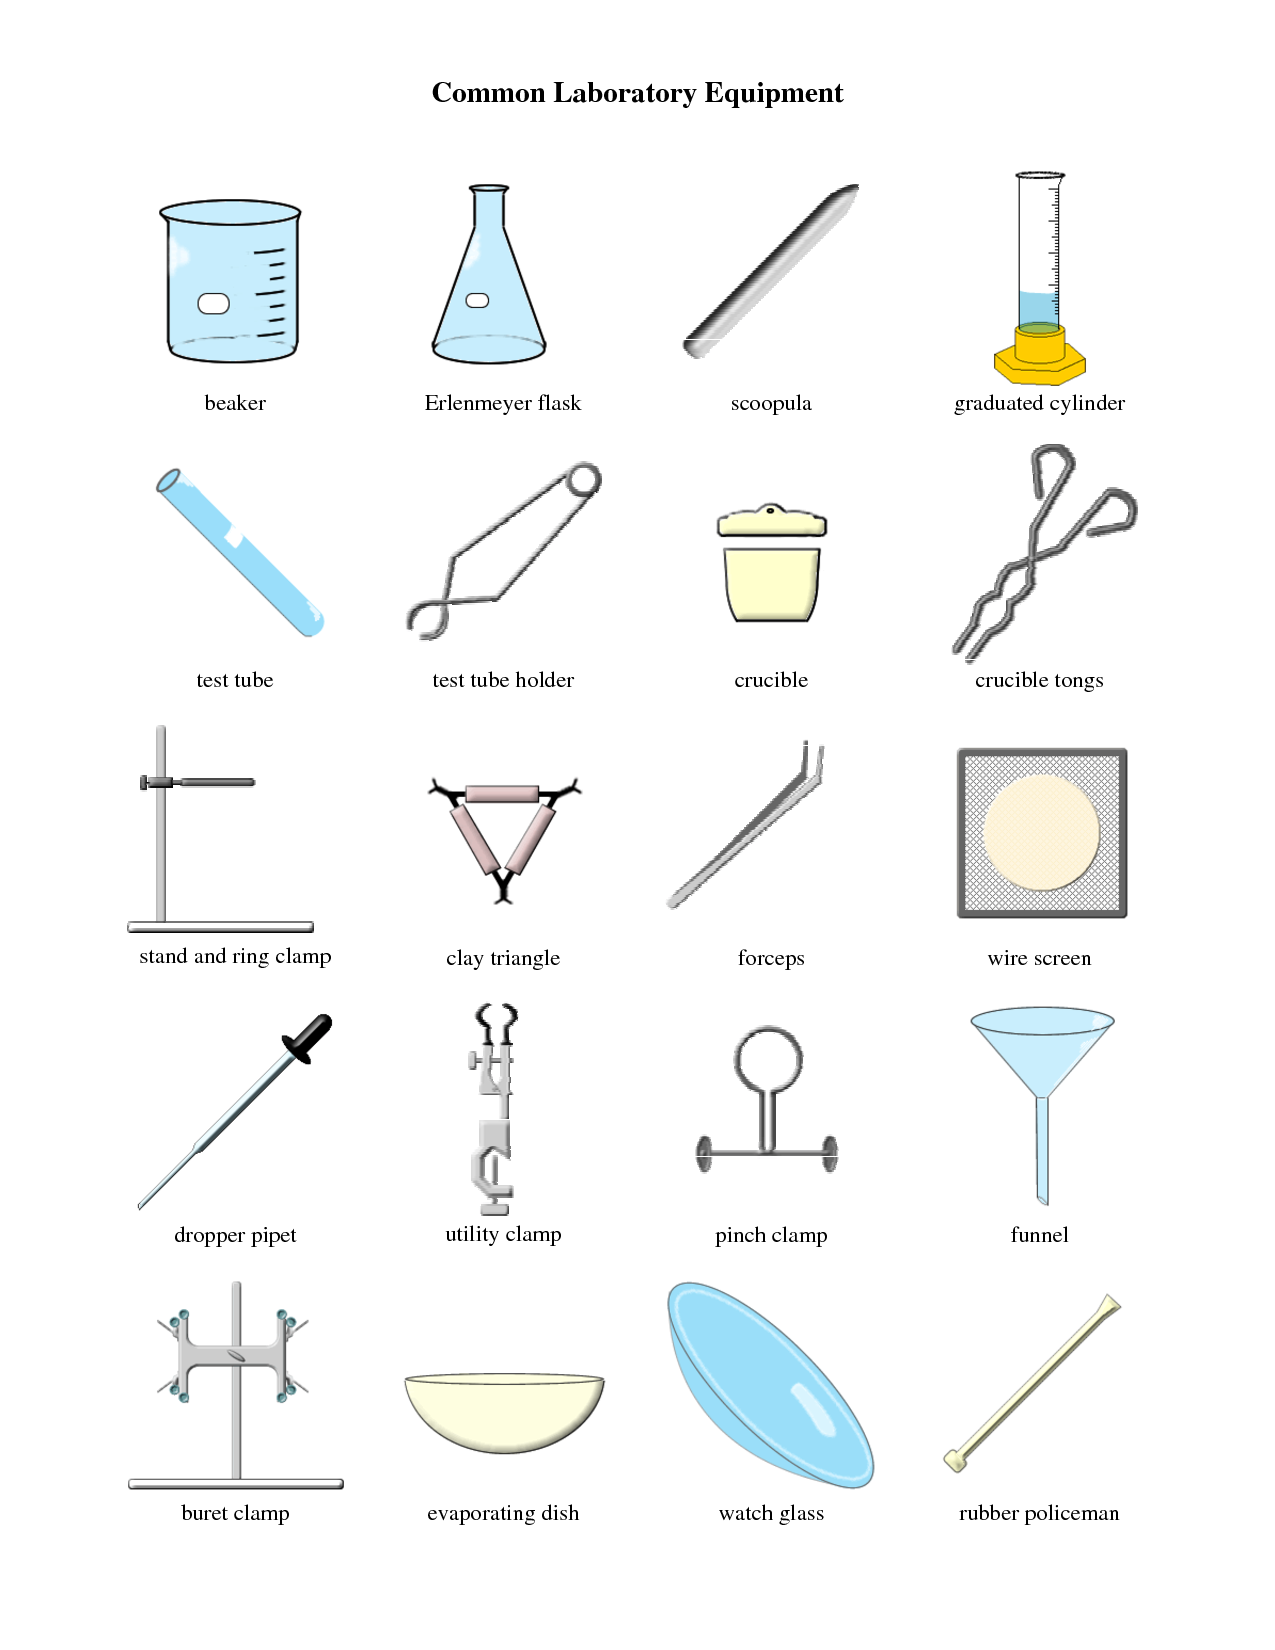 Common Laboratory Equipment
beaker
Erlenmeyer flask
scoopula
graduated cylinder
test tube
test tube holder
crucible
crucible tongs
stand and ring clamp
clay triangle
forceps
wire screen
dropper pipet
utility clamp
pinch clamp
funnel
buret clamp
evaporating dish
watch glass
rubber policeman